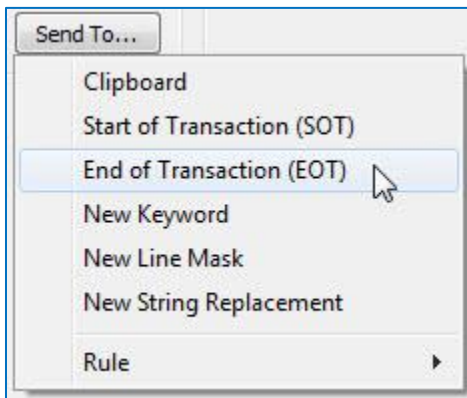 Send To...
Clipboard
Start of Transaction (SOT)
End of Transaction (EOT)
New Keyword
New Line Mask
New String Replacement
Rule